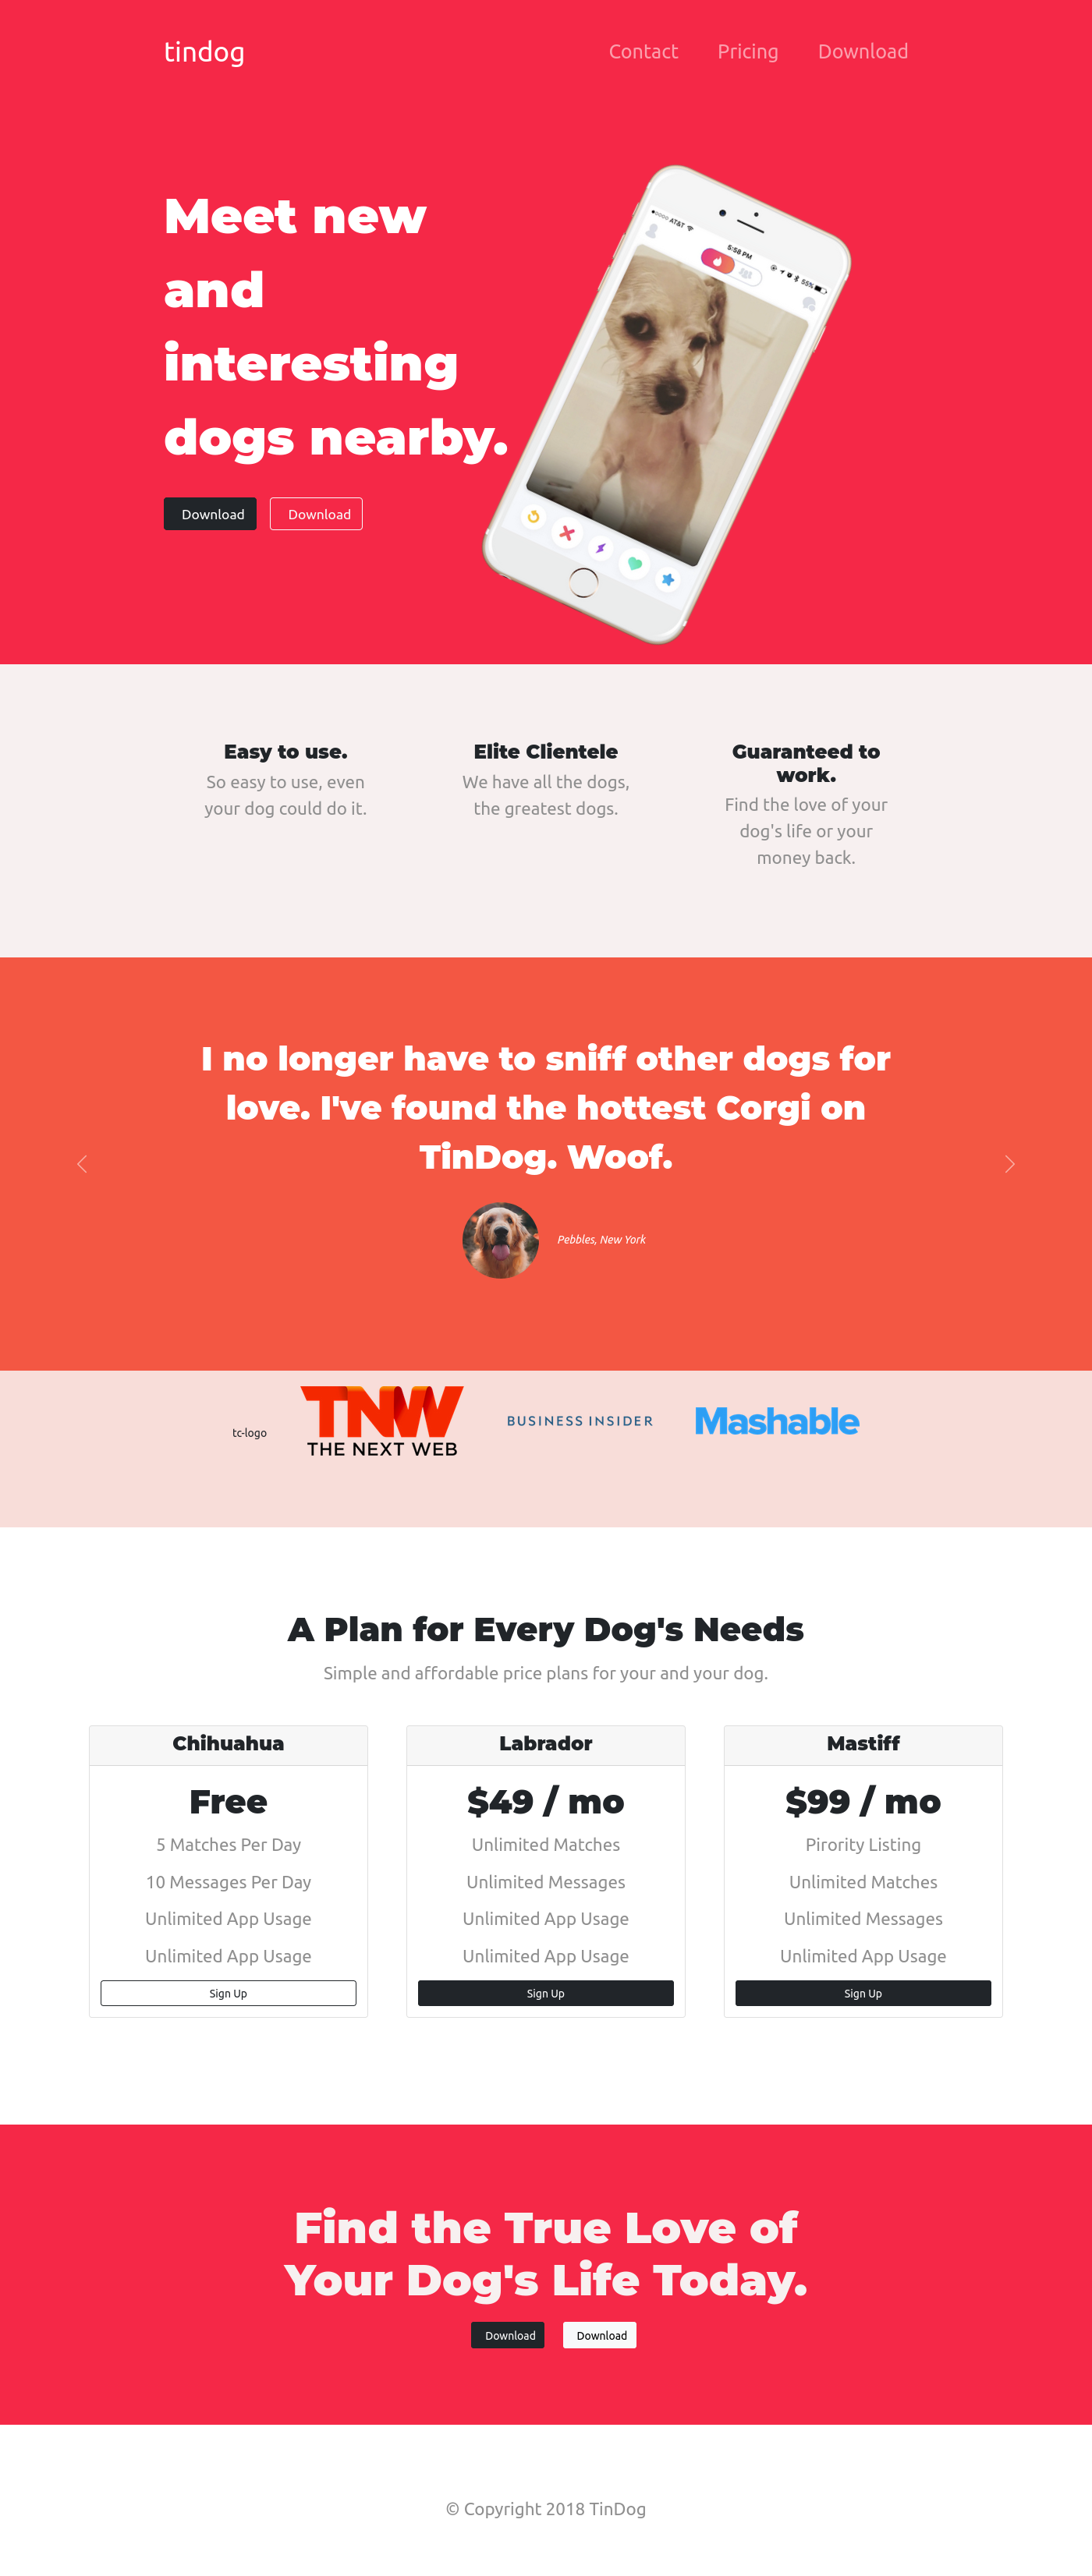 tindog
Contact Pricing Download
Meet new
and
interesting
dogs nearby.
●○○○○ AT&T
5:58 PM
55%
Download Download
Easy to use.
So easy to use, even
your dog could do it.
Elite Clientele
We have all the dogs,
the greatest dogs.
Guaranteed to
work.
Find the love of your
dog's life or your
money back.
I no longer have to sniff other dogs for
love. I've found the hottest Corgi on
TinDog. Woof.
Pebbles, New York
tc-logo
TNW
THE NEXT WEB
BUSINESS INSIDER
Mashable
A Plan for Every Dog's Needs
Simple and affordable price plans for your and your dog.
Chihuahua
Free
5 Matches Per Day
10 Messages Per Day
Unlimited App Usage
Unlimited App Usage
Sign Up
Labrador
$49 / mo
Unlimited Matches
Unlimited Messages
Unlimited App Usage
Unlimited App Usage
Sign Up
Mastiff
$99 / mo
Pirority Listing
Unlimited Matches
Unlimited Messages
Unlimited App Usage
Sign Up
Find the True Love of
Your Dog's Life Today.
Download Download
© Copyright 2018 TinDog